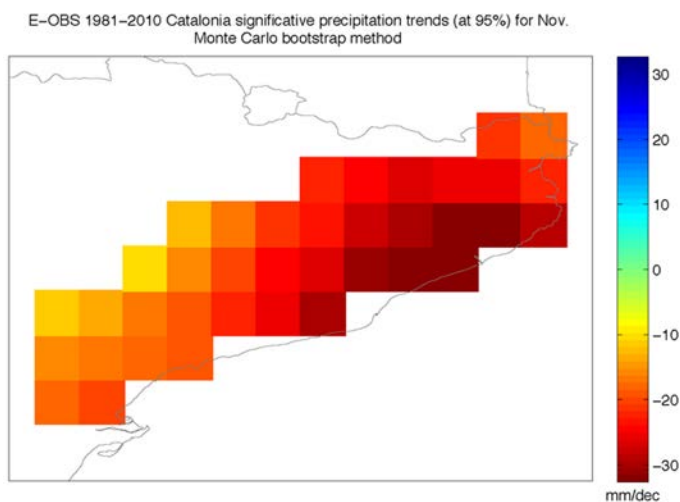 E-OBS 1981-2010 Catalonia significative precipitation trends (at 95%) for Nov.
Monte Carlo bootstrap method
30
20
10
0
-10
-20
-30
mm/dec